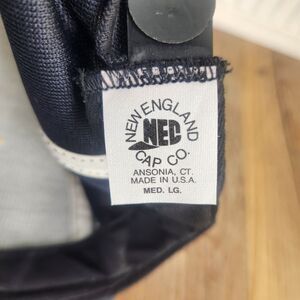 NEW ENGLAND
NEC
CAP CO.
ANSONIA, CT.
MADE IN U.S.A.
MED. LG.